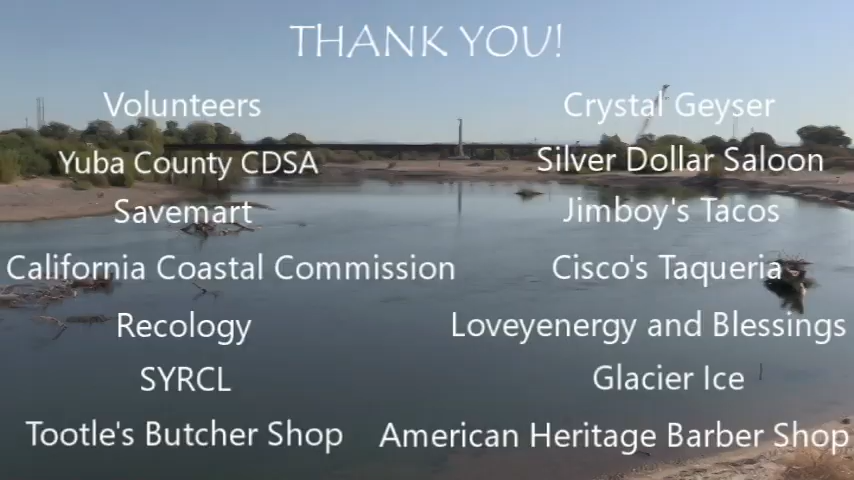 THANK YOU!
Volunteers
Crystal Geyser
Yuba County CDSA
Silver Dollar Saloon
Savemart
Jimboy's Tacos
California Coastal Commission
Cisco's Taqueria
Recology
Loveyenergy and Blessings
SYRCL
Glacier Ice
Tootle's Butcher Shop
American Heritage Barber Shop